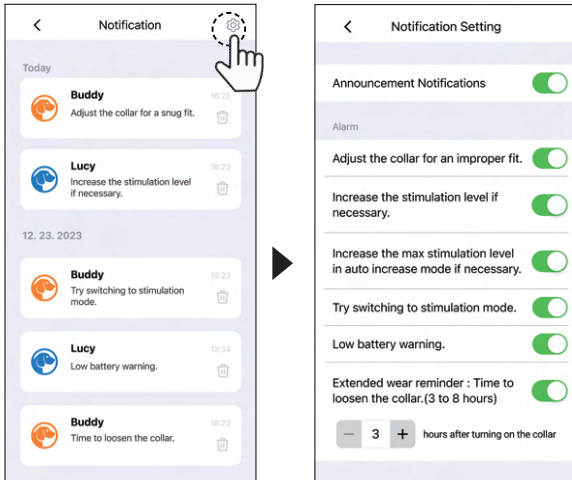 Notification
Today
Buddy
18:23
Adjust the collar for a snug fit.
Lucy
18:23
Increase the stimulation level
if necessary.
12. 23. 2023
Buddy
18:23
Try switching to stimulation
mode.
Lucy
13:34
Low battery warning.
Buddy
18:23
Time to loosen the collar.
Notification Setting
Announcement Notifications
Alarm
Adjust the collar for an improper fit.
Increase the stimulation level if
necessary.
Increase the max stimulation level
in auto increase mode if necessary.
Try switching to stimulation mode.
Low battery warning.
Extended wear reminder : Time to
loosen the collar.(3 to 8 hours)
− 3 + hours after turning on the collar